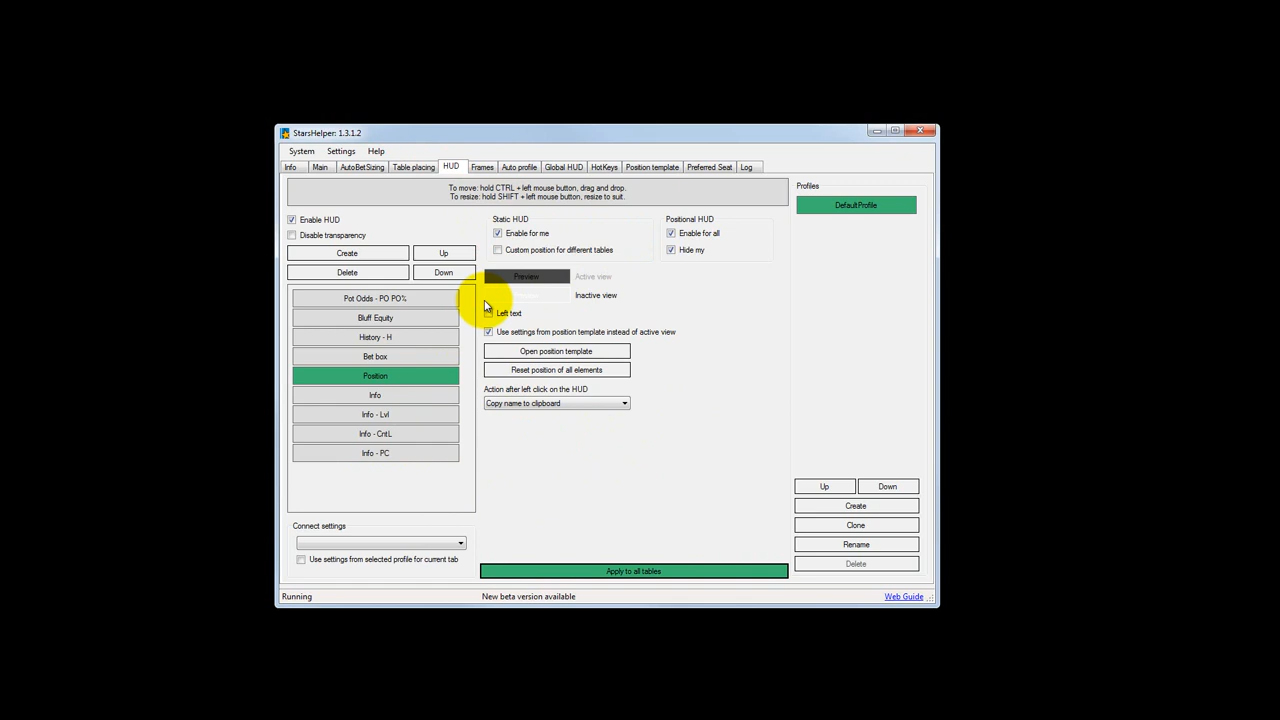 StarsHelper: 1.3.1.2
System Settings Help
Info Main AutoBetSizing Table placing HUD Frames Auto profile Global HUD HotKeys Position template Preferred Seat Log
To move: hold CTRL + left mouse button, drag and drop.
To resize: hold SHIFT + left mouse button, resize to suit.
Enable HUD
Disable transparency
Create Up
Delete Down
Pot Odds - PO PO%
Bluff Equity
History - H
Bet box
Position
Info
Info - Lvl
Info - CntL
Info - PC
Connect settings
Use settings from selected profile for current tab
Static HUD
Enable for me
Custom position for different tables
Positional HUD
Enable for all
Hide my
Preview Active view
Inactive view
Left text
Use settings from position template instead of active view
Open position template
Reset position of all elements
Action after left click on the HUD
Copy name to clipboard
Apply to all tables
Profiles
DefaultProfile
Up Down
Create
Clone
Rename
Delete
Running New beta version available Web Guide